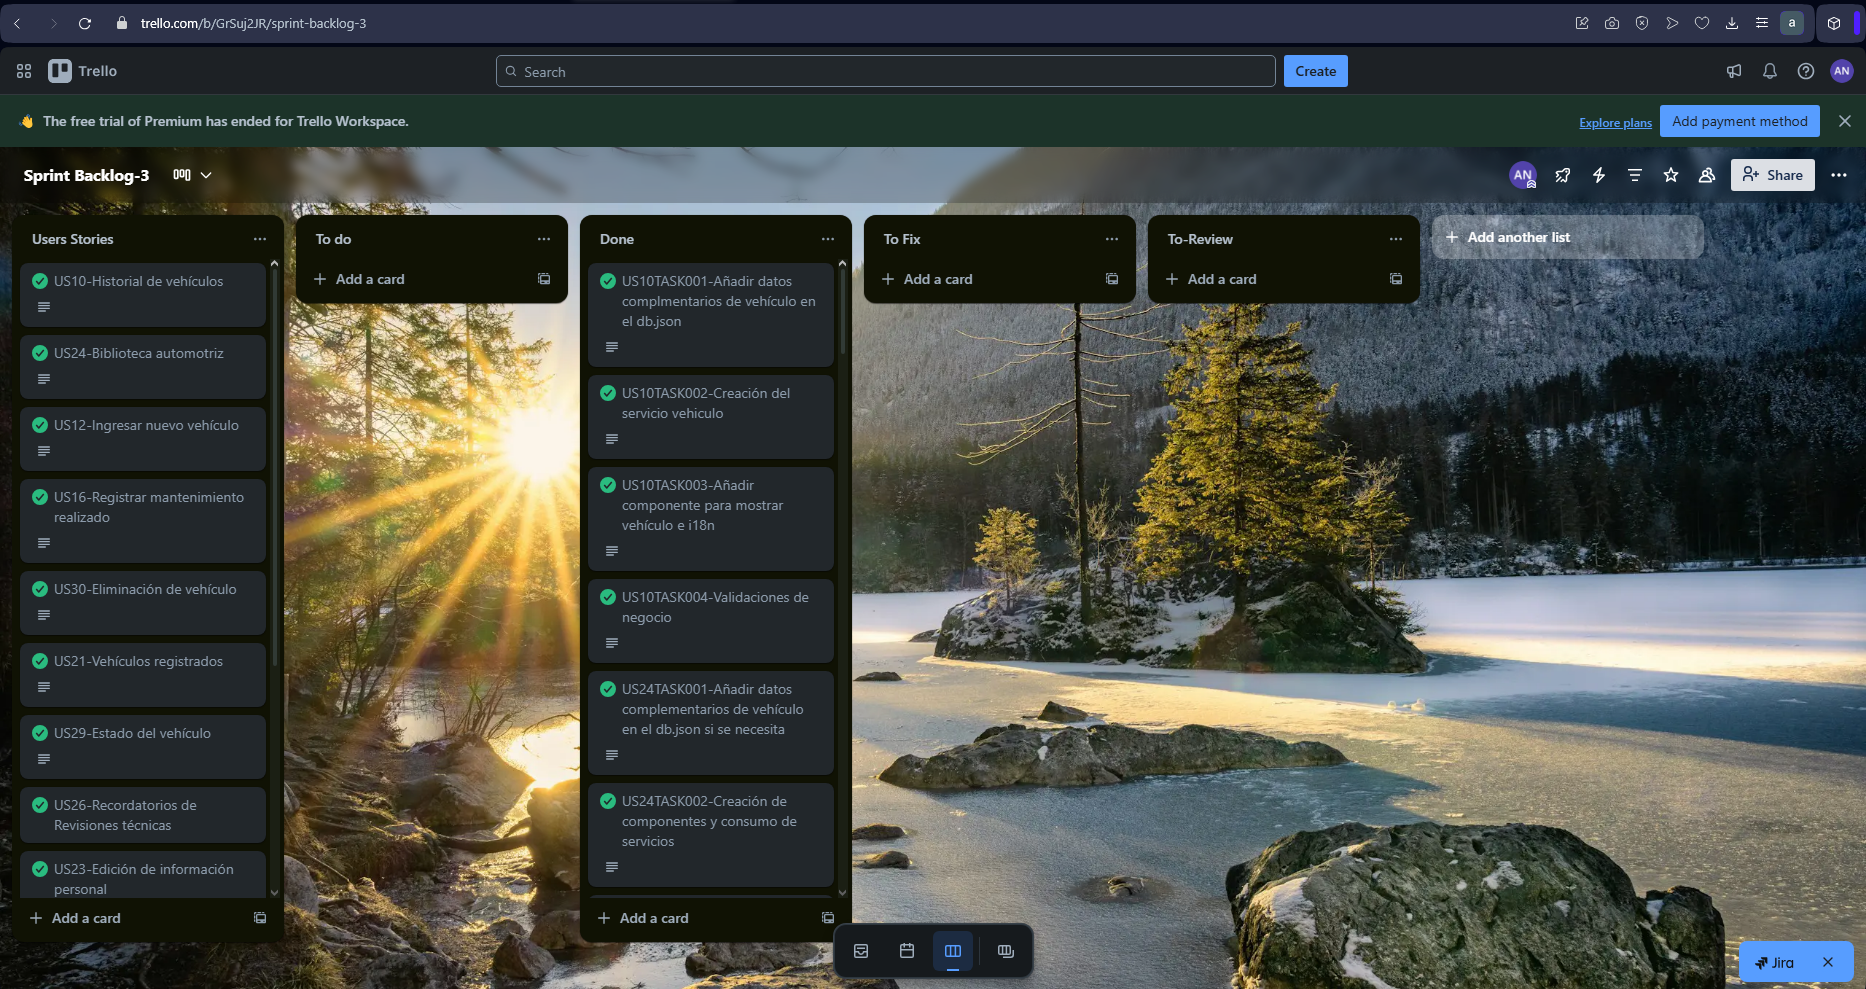 trello.com/b/GrSuj2JR/sprint-backlog-3
a
Trello
Search
Create
AN
The free trial of Premium has ended for Trello Workspace.
Explore plans
Add payment method
Sprint Backlog-3
AN
Share
Users Stories
US10-Historial de vehículos
US24-Biblioteca automotriz
US12-Ingresar nuevo vehículo
US16-Registrar mantenimiento
realizado
US30-Eliminación de vehículo
US21-Vehículos registrados
US29-Estado del vehículo
US26-Recordatorios de
Revisiones técnicas
US23-Edición de información
personal
Add a card
To do
Add a card
Done
US10TASK001-Añadir datos
complmentarios de vehículo en
el db.json
US10TASK002-Creación del
servicio vehiculo
US10TASK003-Añadir
componente para mostrar
vehículo e i18n
US10TASK004-Validaciones de
negocio
US24TASK001-Añadir datos
complementarios de vehículo
en el db.json si se necesita
US24TASK002-Creación de
componentes y consumo de
servicios
Add a card
To Fix
Add a card
To-Review
Add a card
Add another list
Jira